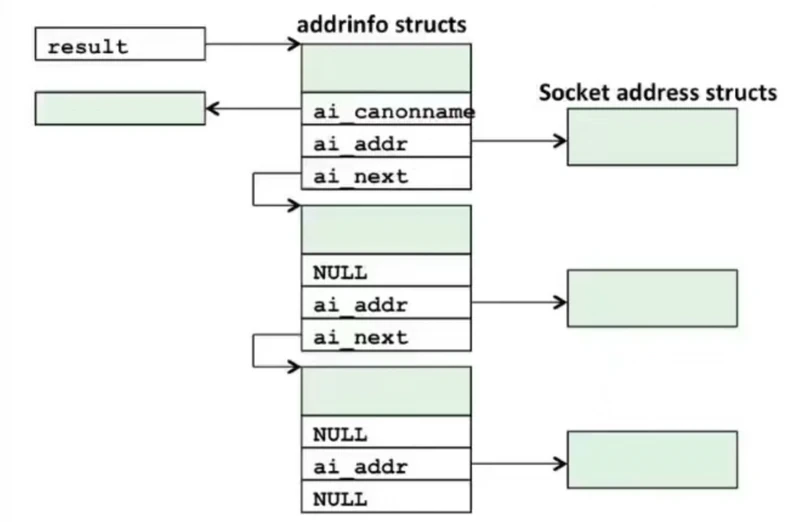 addrinfo structs
result
Socket address structs
ai_canonname
ai_addr
ai_next
NULL
ai_addr
ai_next
NULL
ai_addr
NULL